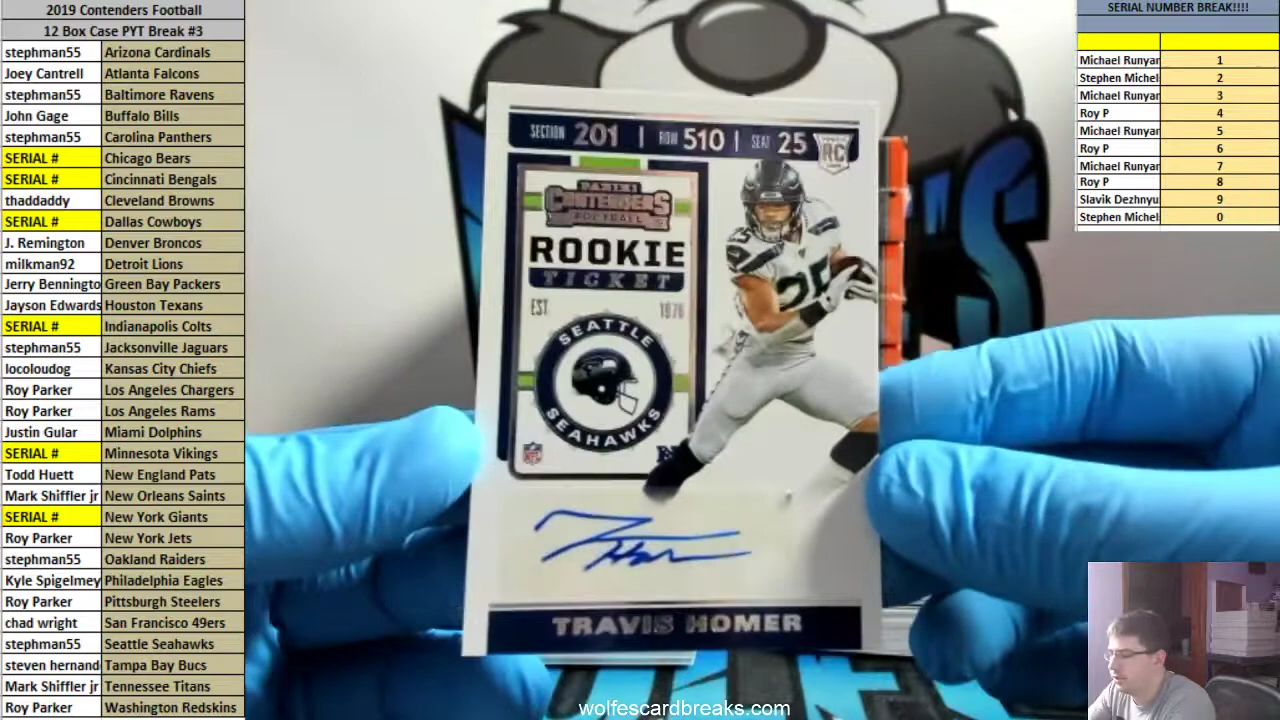 2019 Contenders Football
12 Box Case PYT Break #3
stephman55 Arizona Cardinals
Joey Cantrell Atlanta Falcons
stephman55 Baltimore Ravens
John Gage Buffalo Bills
stephman55 Carolina Panthers
SERIAL # Chicago Bears
SERIAL # Cincinnati Bengals
thaddaddy Cleveland Browns
SERIAL # Dallas Cowboys
J. Remington Denver Broncos
milkman92 Detroit Lions
Jerry Benningto Green Bay Packers
Jayson Edwards Houston Texans
SERIAL # Indianapolis Colts
stephman55 Jacksonville Jaguars
locoloudog Kansas City Chiefs
Roy Parker Los Angeles Chargers
Roy Parker Los Angeles Rams
Justin Gular Miami Dolphins
SERIAL # Minnesota Vikings
Todd Huett New England Pats
Mark Shiffler jr New Orleans Saints
SERIAL # New York Giants
Roy Parker New York Jets
stephman55 Oakland Raiders
Kyle Spigelmey Philadelphia Eagles
Roy Parker Pittsburgh Steelers
chad wright San Francisco 49ers
stephman55 Seattle Seahawks
steven hernand Tampa Bay Bucs
Mark Shiffler jr Tennessee Titans
Roy Parker Washington Redskins
SECTION 201 | ROW 510 | SEAT 25
RC
PANINI
CONTENDERS
FOOTBALL
ROOKIE
TICKET
EST 1976
SEATTLE
SEAHAWKS
NFL
25
TRAVIS HOMER
wolfescardbreaks.com
SERIAL NUMBER BREAK!!!!
Michael Runyan 1
Stephen Michel 2
Michael Runyan 3
Roy P 4
Michael Runyan 5
Roy P 6
Michael Runyan 7
Roy P 8
Slavik Dezhnyu 9
Stephen Michel 0